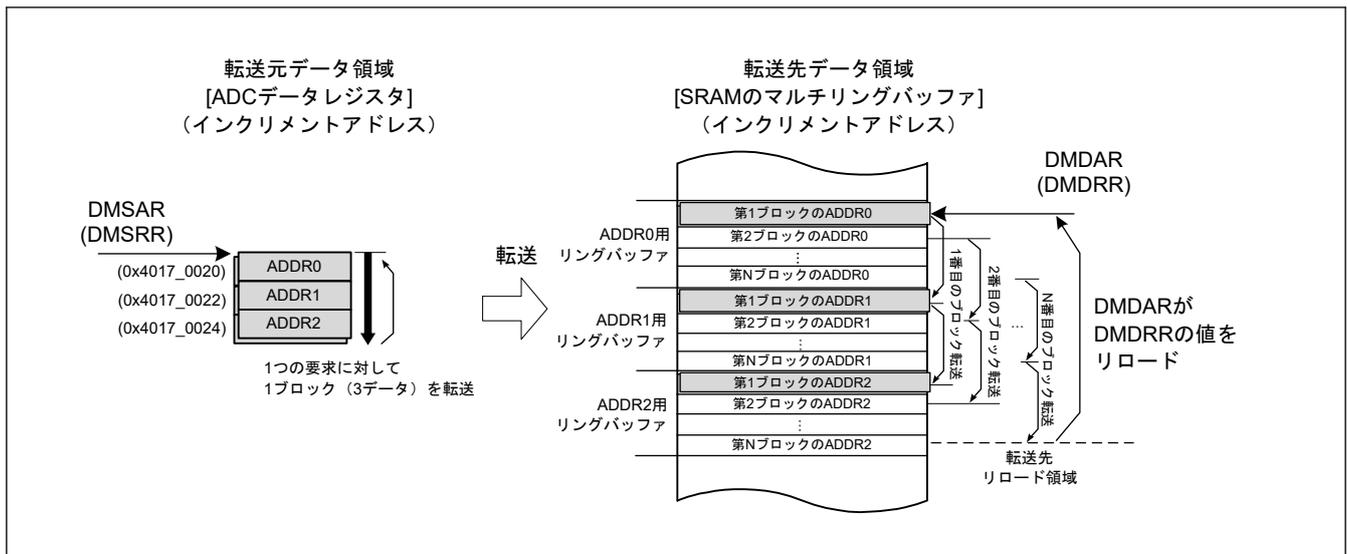 転送元データ領域
[ADCデータレジスタ]
（インクリメントアドレス）
転送先データ領域
[SRAMのマルチリングバッファ]
（インクリメントアドレス）
DMSAR
(DMSRR)
(0x4017_0020)
(0x4017_0022)
(0x4017_0024)
ADDR0
ADDR1
ADDR2
1つの要求に対して
1ブロック（3データ）を転送
転送
ADDR0用
リングバッファ
ADDR1用
リングバッファ
ADDR2用
リングバッファ
第1ブロックのADDR0
第2ブロックのADDR0
⋮
第NブロックのADDR0
第1ブロックのADDR1
第2ブロックのADDR1
⋮
第NブロックのADDR1
第1ブロックのADDR2
第2ブロックのADDR2
⋮
第NブロックのADDR2
1番目のブロック転送
2番目のブロック転送
…
N番目のブロック転送
DMDAR
(DMDRR)
DMDARが
DMDRRの値を
リロード
転送先
リロード領域